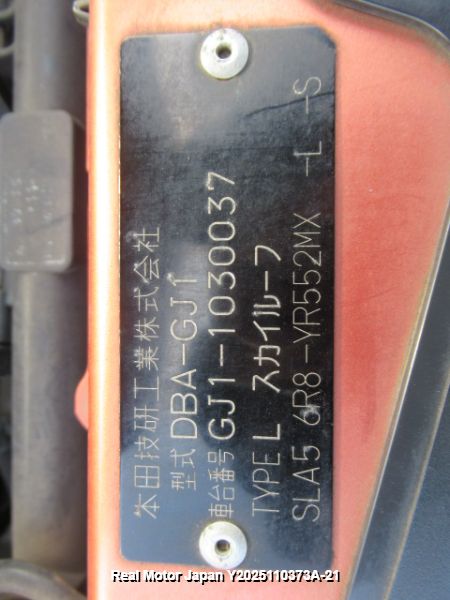 本田技研工業株式会社
型式 DBA-GJ1
車台番号 GJ1-1030037
TYPE L スカイルーフ
SLA5 6R8-YR552MX -L -S
Real Motor Japan Y2025110373A-21